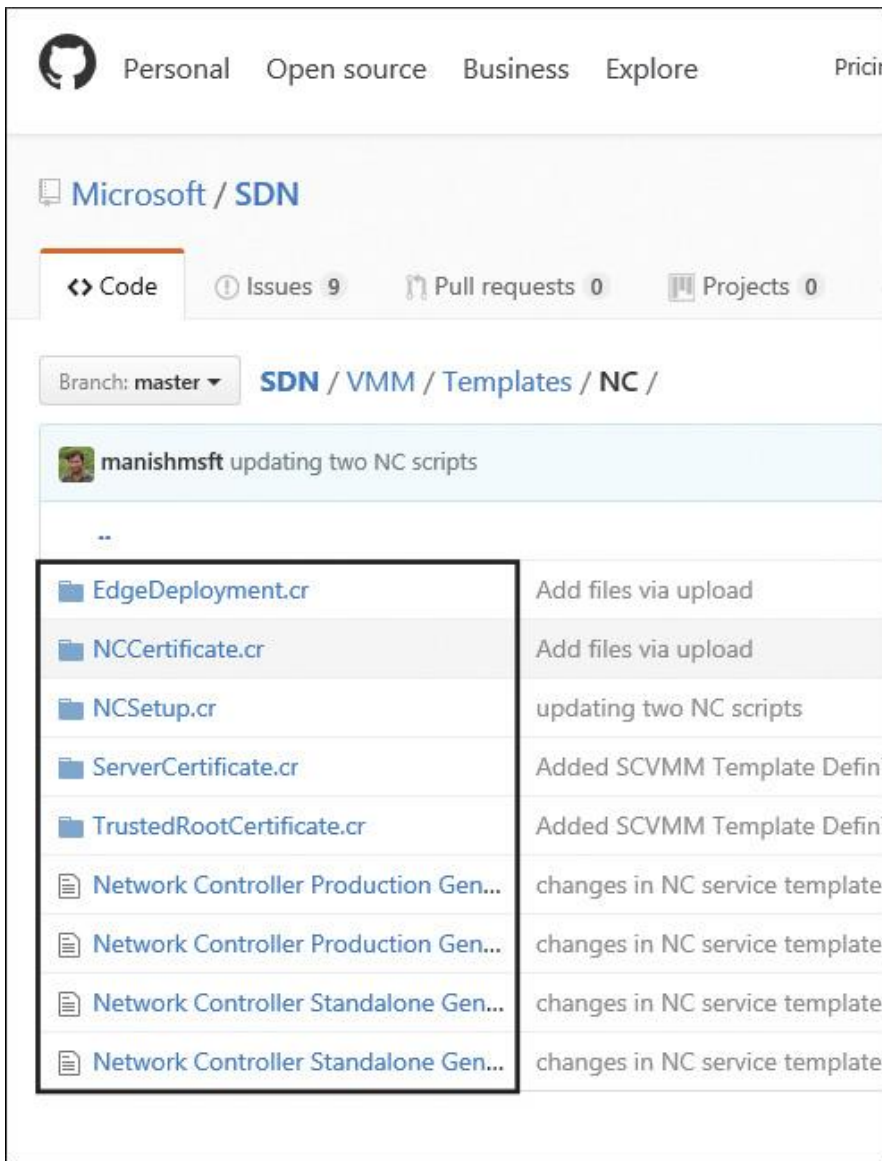 Personal Open source Business Explore
Microsoft / SDN
Code Issues 9 Pull requests 0 Projects 0
Branch: master SDN / VMM / Templates / NC /
manishmsft updating two NC scripts
..
EdgeDeployment.cr Add files via upload
NCCertificate.cr Add files via upload
NCSetup.cr updating two NC scripts
ServerCertificate.cr Added SCVMM Template
TrustedRootCertificate.cr Added SCVMM Template
Network Controller Production Gen... changes in NC service template
Network Controller Production Gen... changes in NC service template
Network Controller Standalone Gen... changes in NC service template
Network Controller Standalone Gen... changes in NC service template